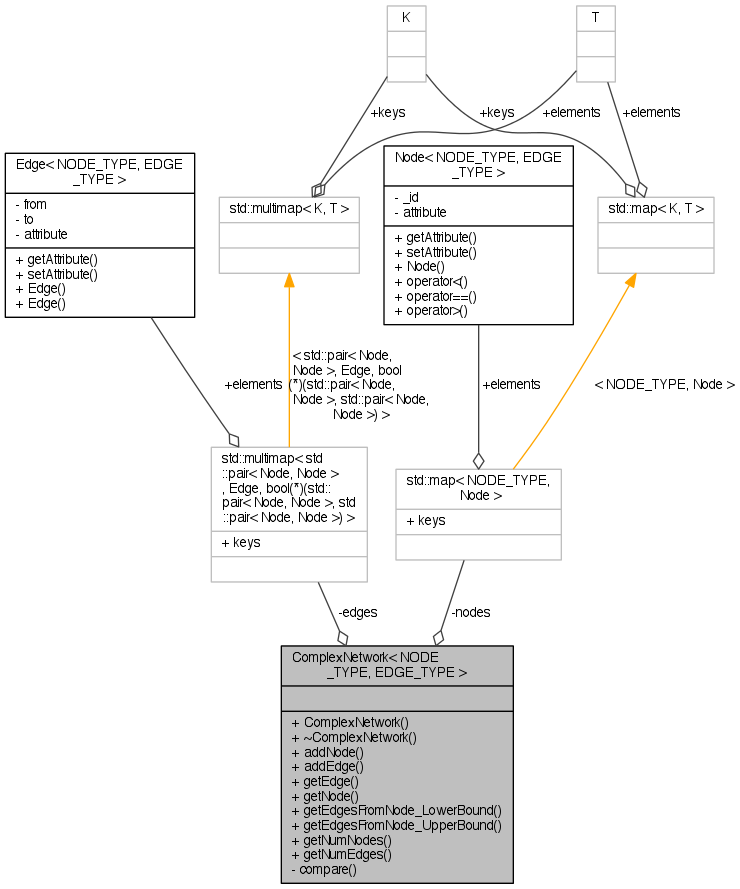 K
T
+keys
+keys
+elements
+elements
Edge< NODE_TYPE, EDGE
_TYPE >
- from
- to
- attribute
+ getAttribute()
+ setAttribute()
+ Edge()
+ Edge()
std::multimap< K, T >
Node< NODE_TYPE, EDGE
_TYPE >
- _id
- attribute
+ getAttribute()
+ setAttribute()
+ Node()
+ operator<()
+ operator==()
+ operator>()
std::map< K, T >
< std::pair< Node,
Node >, Edge, bool
(*)(std::pair< Node,
Node >, std::pair< Node,
Node >) >
+elements
+elements
< NODE_TYPE, Node >
std::multimap< std
::pair< Node, Node >
, Edge, bool(*)(std::
pair< Node, Node >, std
::pair< Node, Node >) >
+ keys
std::map< NODE_TYPE,
Node >
+ keys
-edges
-nodes
ComplexNetwork< NODE
_TYPE, EDGE_TYPE >
+ ComplexNetwork()
+ ~ComplexNetwork()
+ addNode()
+ addEdge()
+ getEdge()
+ getNode()
+ getEdgesFromNode_LowerBound()
+ getEdgesFromNode_UpperBound()
+ getNumNodes()
+ getNumEdges()
- compare()